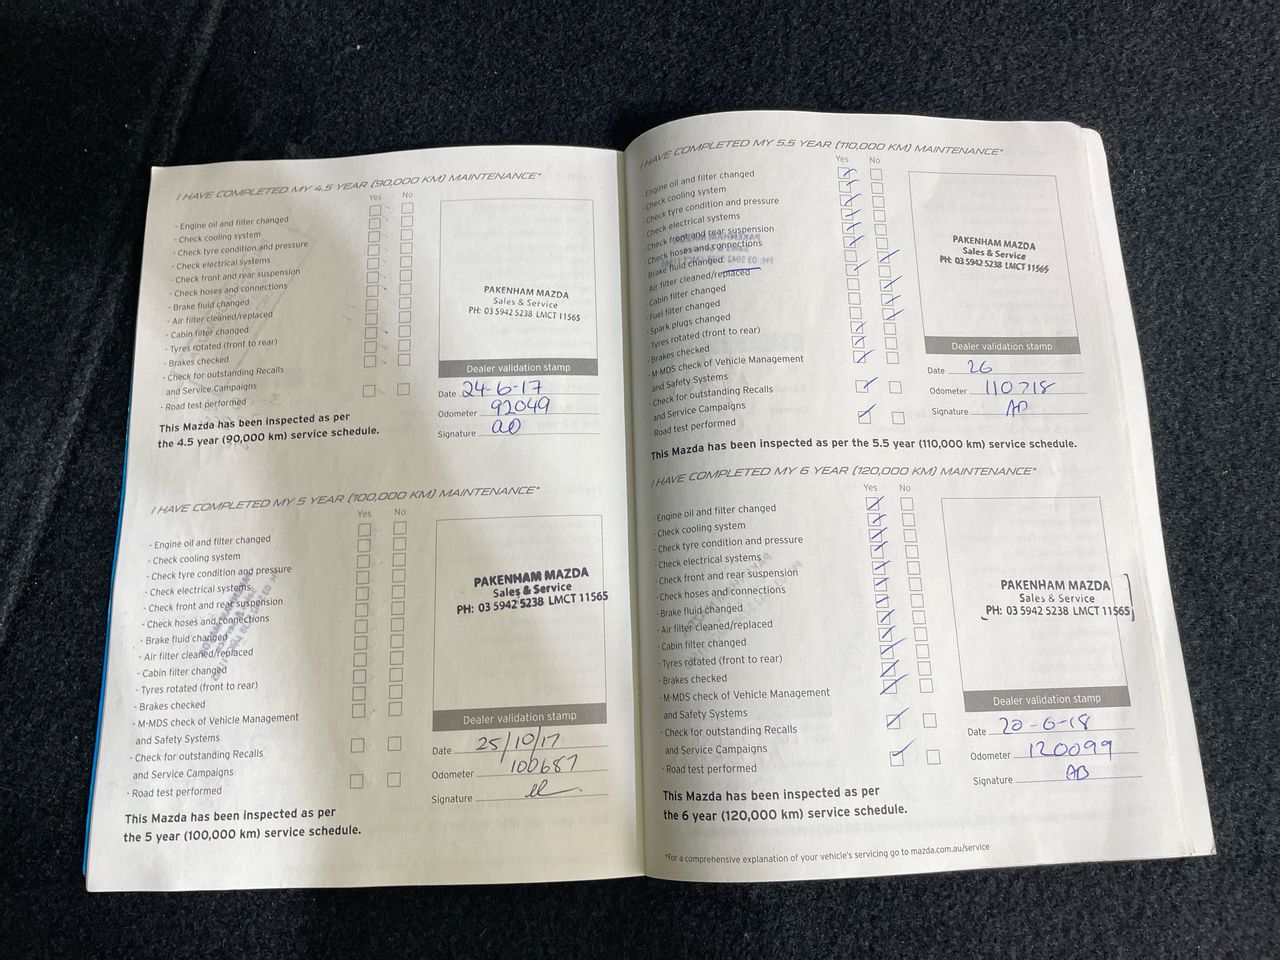 I HAVE COMPLETED MY 4.5 YEAR (90,000 KM) MAINTENANCE*
Yes No
- Engine oil and filter changed
- Check cooling system
- Check tyre condition and pressure
- Check electrical systems
- Check front and rear suspension
- Check hoses and connections
- Brake fluid changed
- Air filter cleaned/replaced
- Cabin filter changed
- Tyres rotated (front to rear)
- Brakes checked
- Check for outstanding Recalls
and Service Campaigns
- Road test performed
PAKENHAM MAZDA
Sales & Service
PH: 03 5942 5238 LMCT 11565
Dealer validation stamp
Date 24-6-17
Odometer 92049
Signature
This Mazda has been inspected as per
the 4.5 year (90,000 km) service schedule.
I HAVE COMPLETED MY 5 YEAR (100,000 KM) MAINTENANCE*
Yes No
- Engine oil and filter changed
- Check cooling system
- Check tyre condition and pressure
- Check electrical systems
- Check front and rear suspension
- Check hoses and connections
- Brake fluid changed
- Air filter cleaned/replaced
- Cabin filter changed
- Tyres rotated (front to rear)
- Brakes checked
- M-MDS check of Vehicle Management
and Safety Systems
- Check for outstanding Recalls
and Service Campaigns
- Road test performed
PAKENHAM MAZDA
Sales & Service
PH: 03 5942 5238 LMCT 11565
Dealer validation stamp
Date 25/10/17
Odometer 100687
Signature
This Mazda has been inspected as per
the 5 year (100,000 km) service schedule.
I HAVE COMPLETED MY 5.5 YEAR (110,000 KM) MAINTENANCE*
Yes No
- Engine oil and filter changed
- Check cooling system
- Check tyre condition and pressure
- Check electrical systems
- Check front and rear suspension
- Check hoses and connections
- Brake fluid changed
- Air filter cleaned/replaced
- Cabin filter changed
- Fuel filter changed
- Spark plugs changed
- Tyres rotated (front to rear)
- Brakes checked
- M-MDS check of Vehicle Management
and Safety Systems
- Check for outstanding Recalls
and Service Campaigns
- Road test performed
PAKENHAM MAZDA
Sales & Service
PH: 03 5942 5238 LMCT 11565
Dealer validation stamp
Date 26
Odometer 110718
Signature
This Mazda has been inspected as per the 5.5 year (110,000 km) service schedule.
I HAVE COMPLETED MY 6 YEAR (120,000 KM) MAINTENANCE*
Yes No
- Engine oil and filter changed
- Check cooling system
- Check tyre condition and pressure
- Check electrical systems
- Check front and rear suspension
- Check hoses and connections
- Brake fluid changed
- Air filter cleaned/replaced
- Cabin filter changed
- Tyres rotated (front to rear)
- Brakes checked
- M-MDS check of Vehicle Management
and Safety Systems
- Check for outstanding Recalls
and Service Campaigns
- Road test performed
PAKENHAM MAZDA
Sales & Service
PH: 03 5942 5238 LMCT 11565
Dealer validation stamp
Date 20-6-18
Odometer 120099
Signature AB
This Mazda has been inspected as per
the 6 year (120,000 km) service schedule.
*For a comprehensive explanation of your vehicle's servicing go to mazda.com.au/service